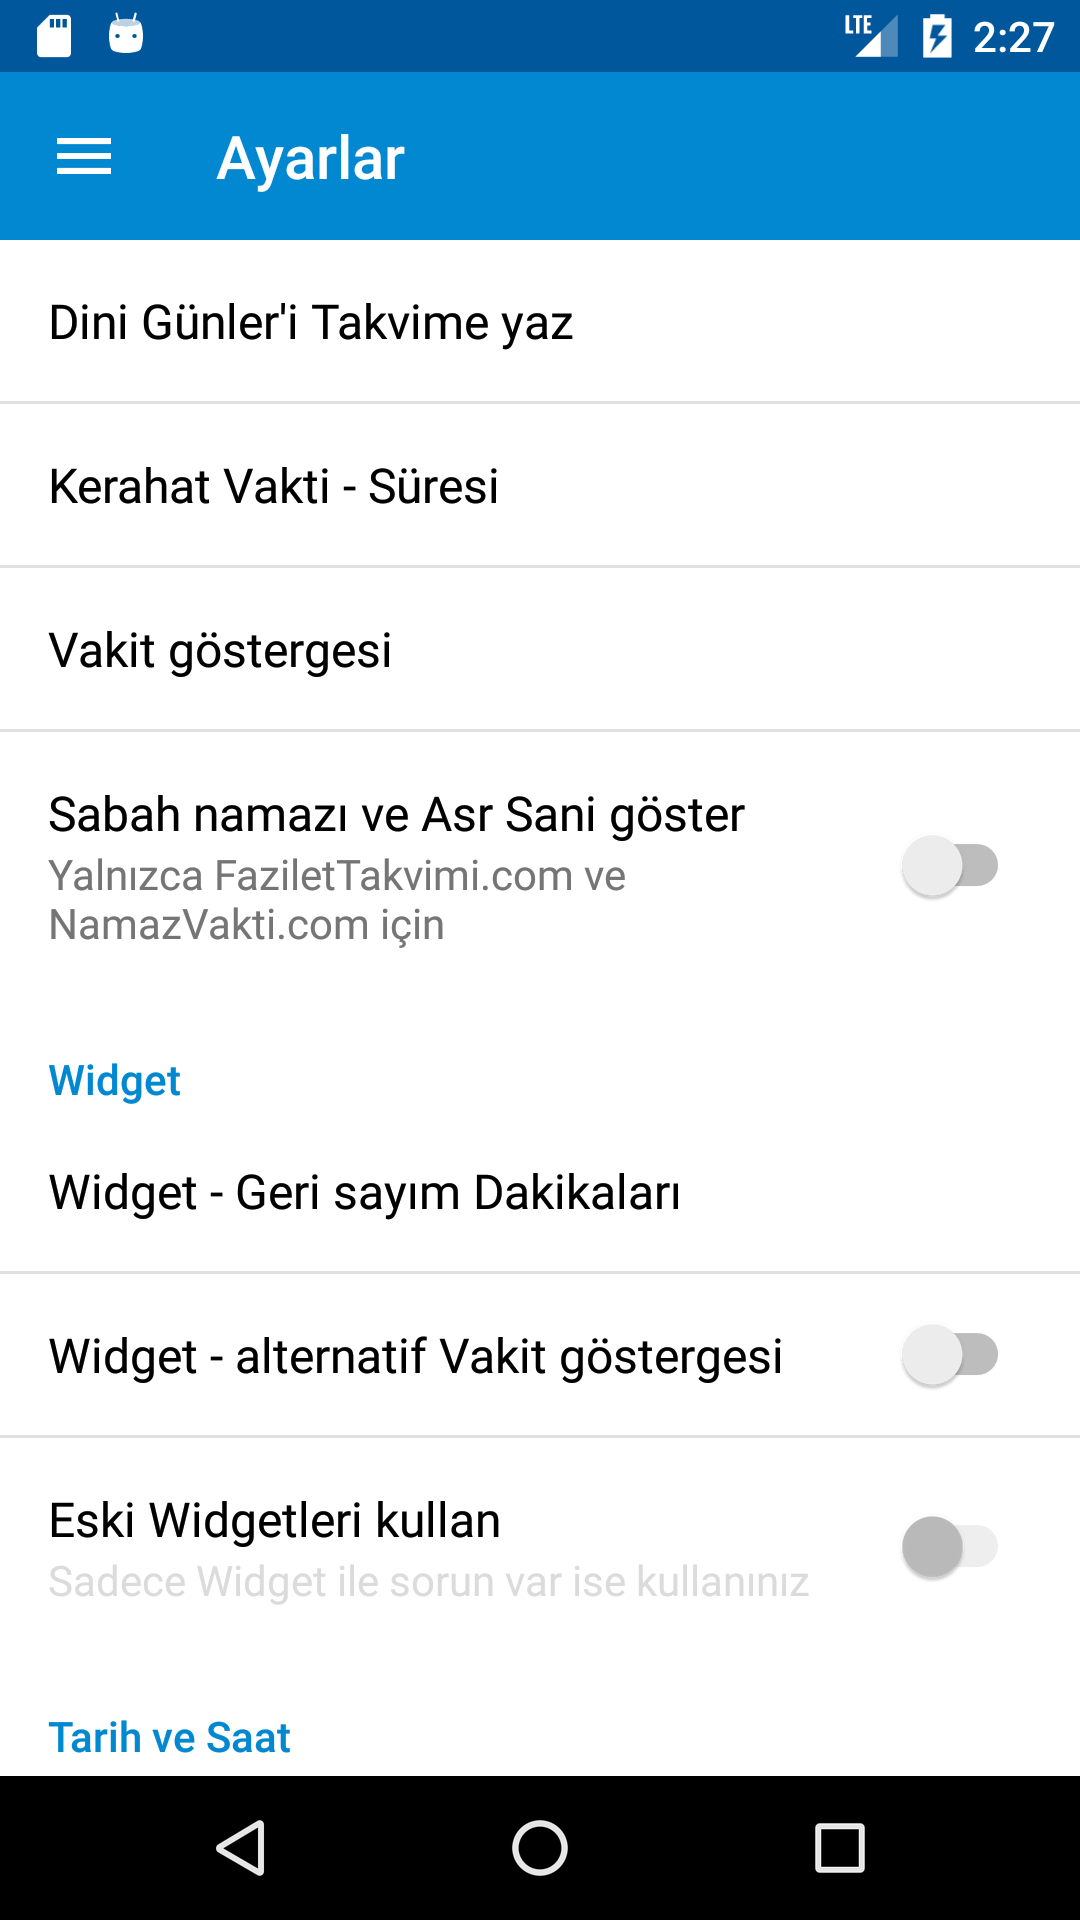 LTE 2:27
Ayarlar
Dini Günler'i Takvime yaz
Kerahat Vakti - Süresi
Vakit göstergesi
Sabah namazı ve Asr Sani göster
Yalnızca FaziletTakvimi.com ve
NamazVakti.com için
Widget
Widget - Geri sayım Dakikaları
Widget - alternatif Vakit göstergesi
Eski Widgetleri kullan
Sadece Widget ile sorun var ise kullanınız
Tarih ve Saat